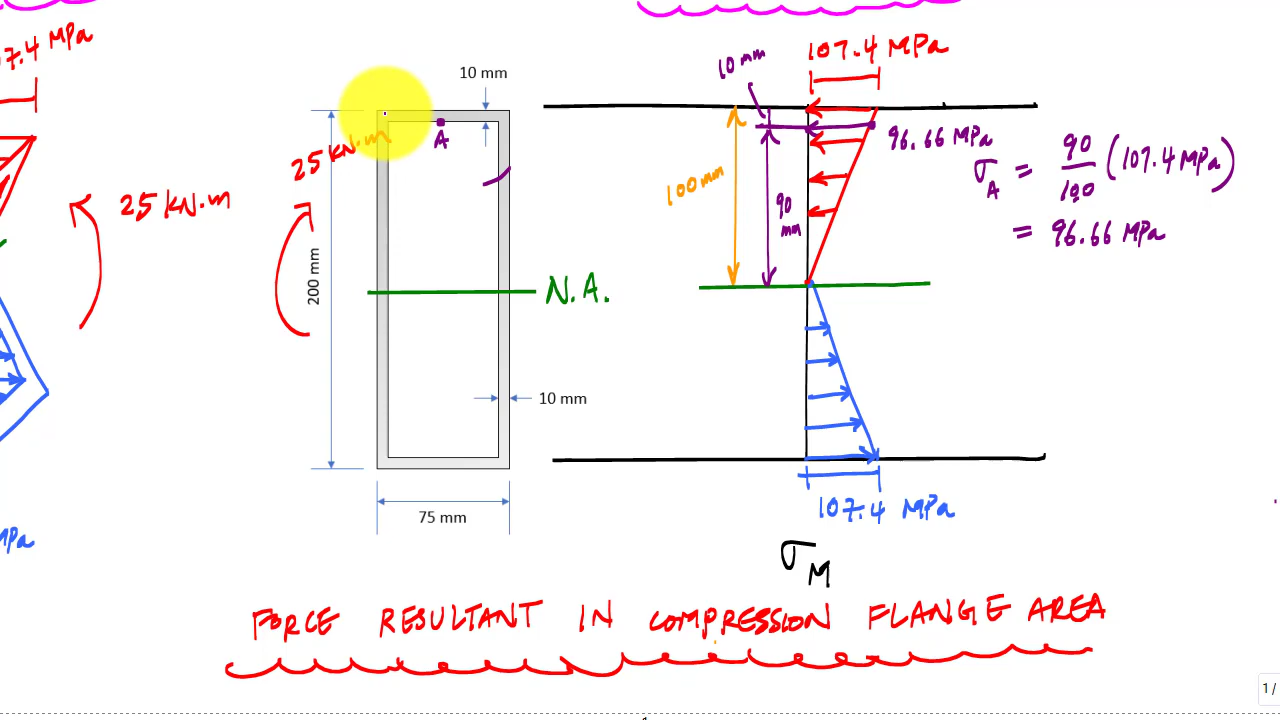 7.4 MPa
25 kN.m
MPa
10 mm
25 kN.m
A
200 mm
N.A.
10 mm
75 mm
107.4 MPa
10 mm
96.66 MPa
100 mm
90 mm
σA = 90/100 (107.4 MPa)
= 96.66 MPa
107.4 MPa
σM
FORCE RESULTANT IN COMPRESSION FLANGE AREA
1 /